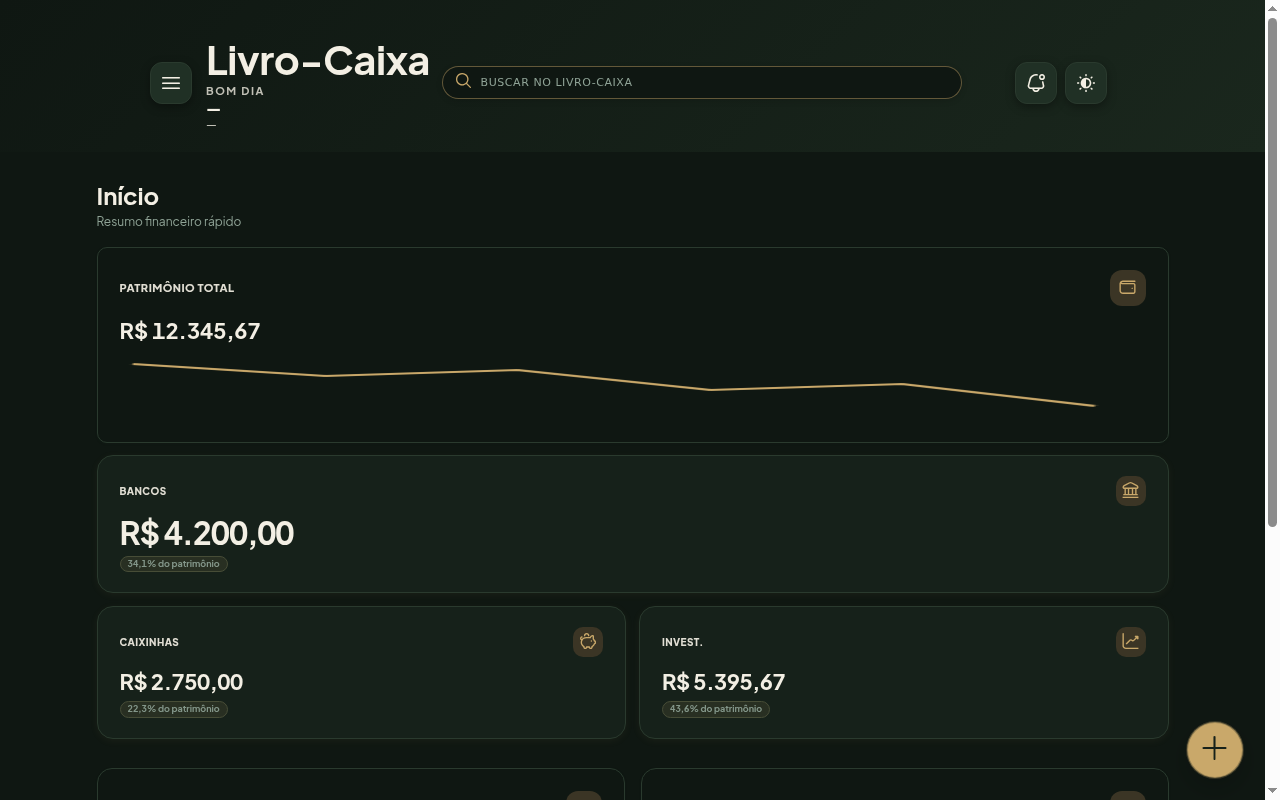 Livro-Caixa
BOM DIA
—
—
BUSCAR NO LIVRO-CAIXA
Início
Resumo financeiro rápido
PATRIMÔNIO TOTAL
R$ 12.345,67
BANCOS
R$ 4.200,00
34,1% do patrimônio
CAIXINHAS
R$ 2.750,00
22,3% do patrimônio
INVEST.
R$ 5.395,67
43,6% do patrimônio